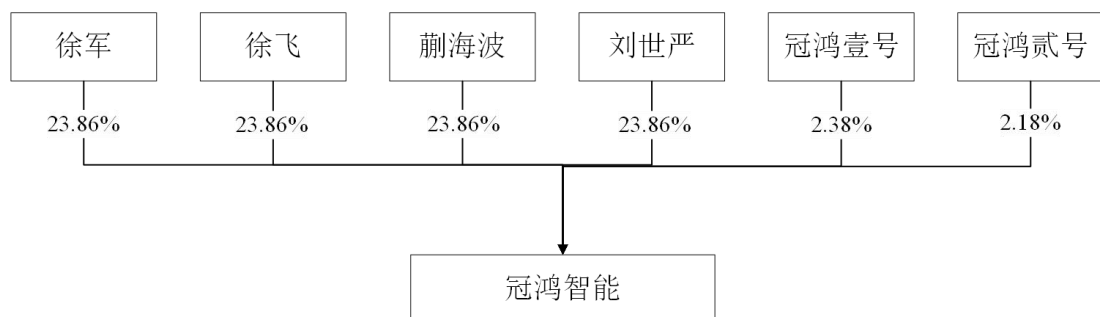 徐军 徐飞 蒯海波 刘世严 冠鸿壹号 冠鸿贰号
23.86% 23.86% 23.86% 23.86% 2.38% 2.18%
冠鸿智能